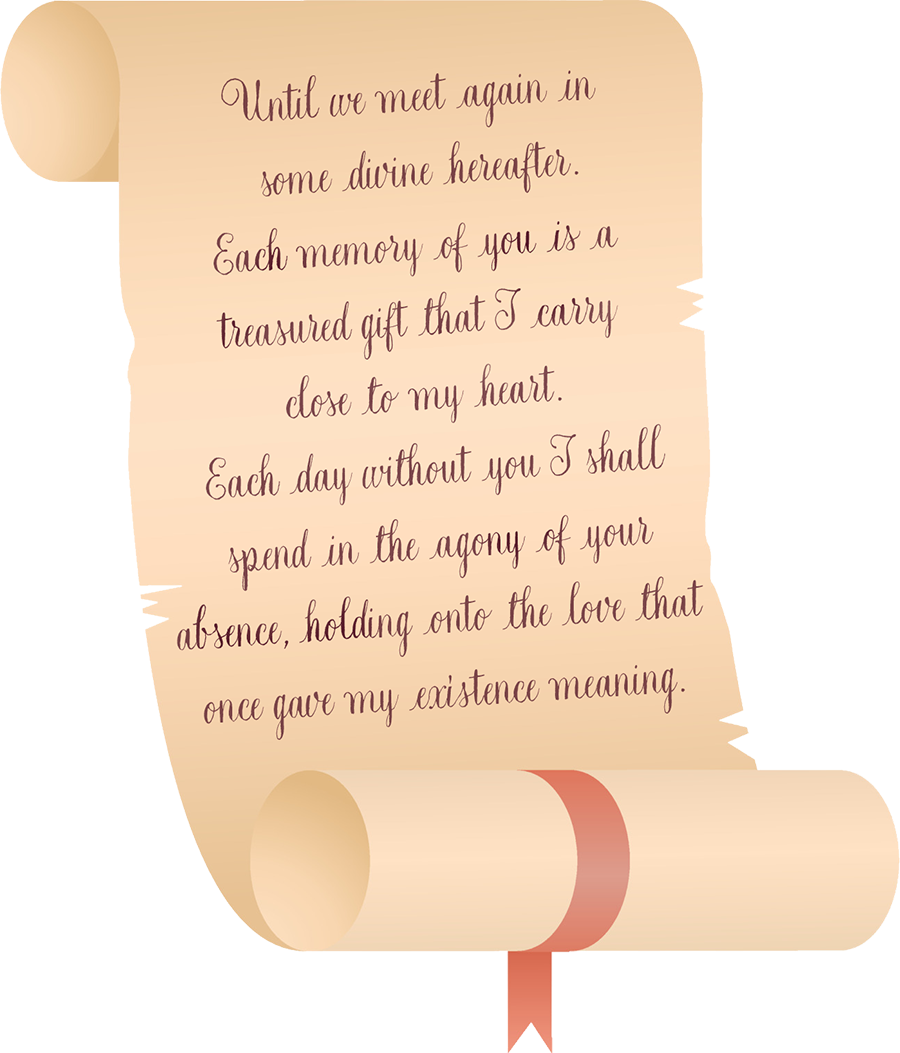 Until we meet again in
some divine hereafter.
Each memory of you is a
treasured gift that I carry
close to my heart.
Each day without you I shall
spend in the agony of your
absence, holding onto the love that
once gave my existence meaning.